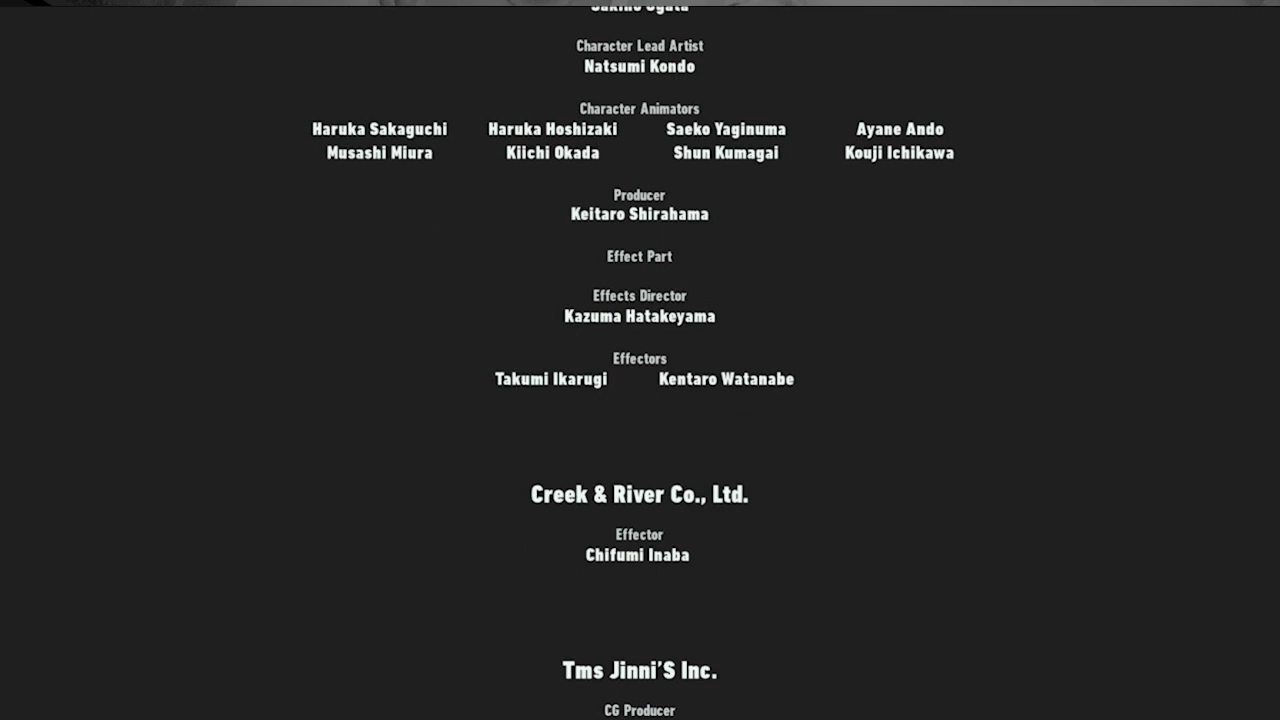 Character Lead Artist
Natsumi Kondo
Character Animators
Haruka Sakaguchi Haruka Hoshizaki Saeko Yaginuma Ayane Ando
Musashi Miura Kiichi Okada Shun Kumagai Kouji Ichikawa
Producer
Keitaro Shirahama
Effect Part
Effects Director
Kazuma Hatakeyama
Effectors
Takumi Ikarugi Kentaro Watanabe
Creek & River Co., Ltd.
Effector
Chifumi Inaba
Tms Jinni'S Inc.
CG Producer